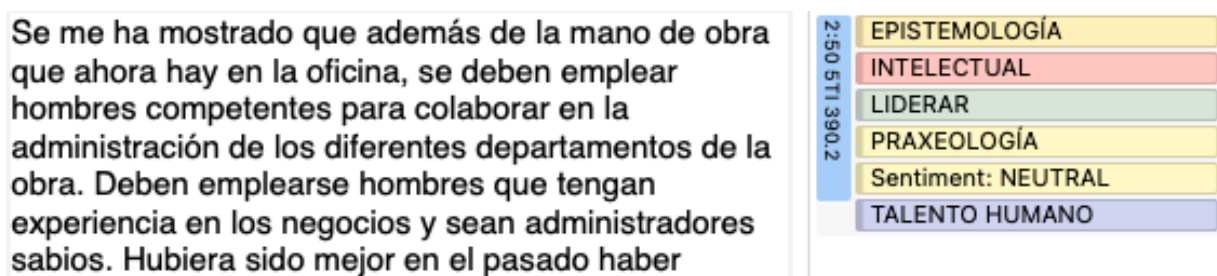 Se me ha mostrado que además de la mano de obra
que ahora hay en la oficina, se deben emplear
hombres competentes para colaborar en la
administración de los diferentes departamentos de la
obra. Deben emplearse hombres que tengan
experiencia en los negocios y sean administradores
sabios. Hubiera sido mejor en el pasado haber
2:50 5TI 390.2
EPISTEMOLOGÍA
INTELECTUAL
LIDERAR
PRAXEOLOGÍA
Sentiment: NEUTRAL
TALENTO HUMANO